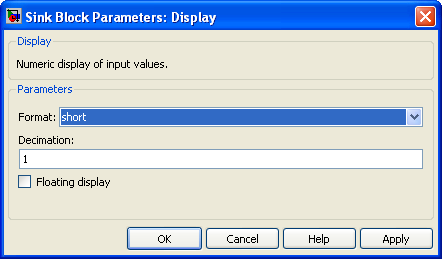 Sink Block Parameters: Display
Display
Numeric display of input values.
Parameters
Format: short
Decimation:
1
Floating display
OK Cancel Help Apply